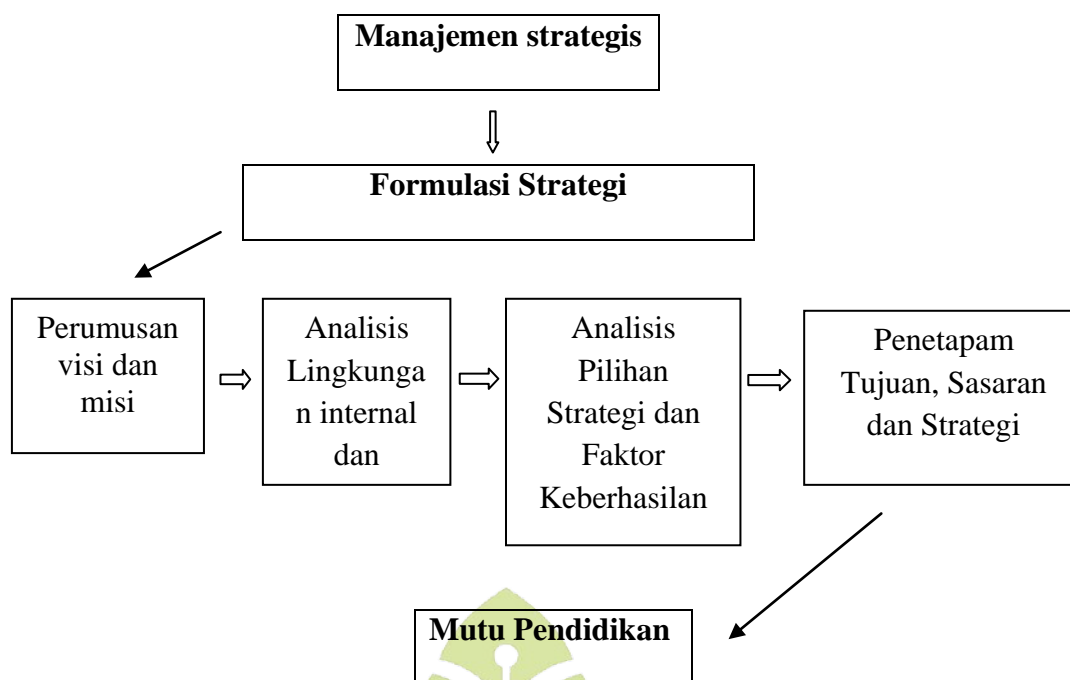 Manajemen strategis
Formulasi Strategi
Perumusan
visi dan
misi
Analisis
Lingkunga
n internal
dan
Analisis
Pilihan
Strategi dan
Faktor
Keberhasilan
Penetapam
Tujuan, Sasaran
dan Strategi
Mutu Pendidikan